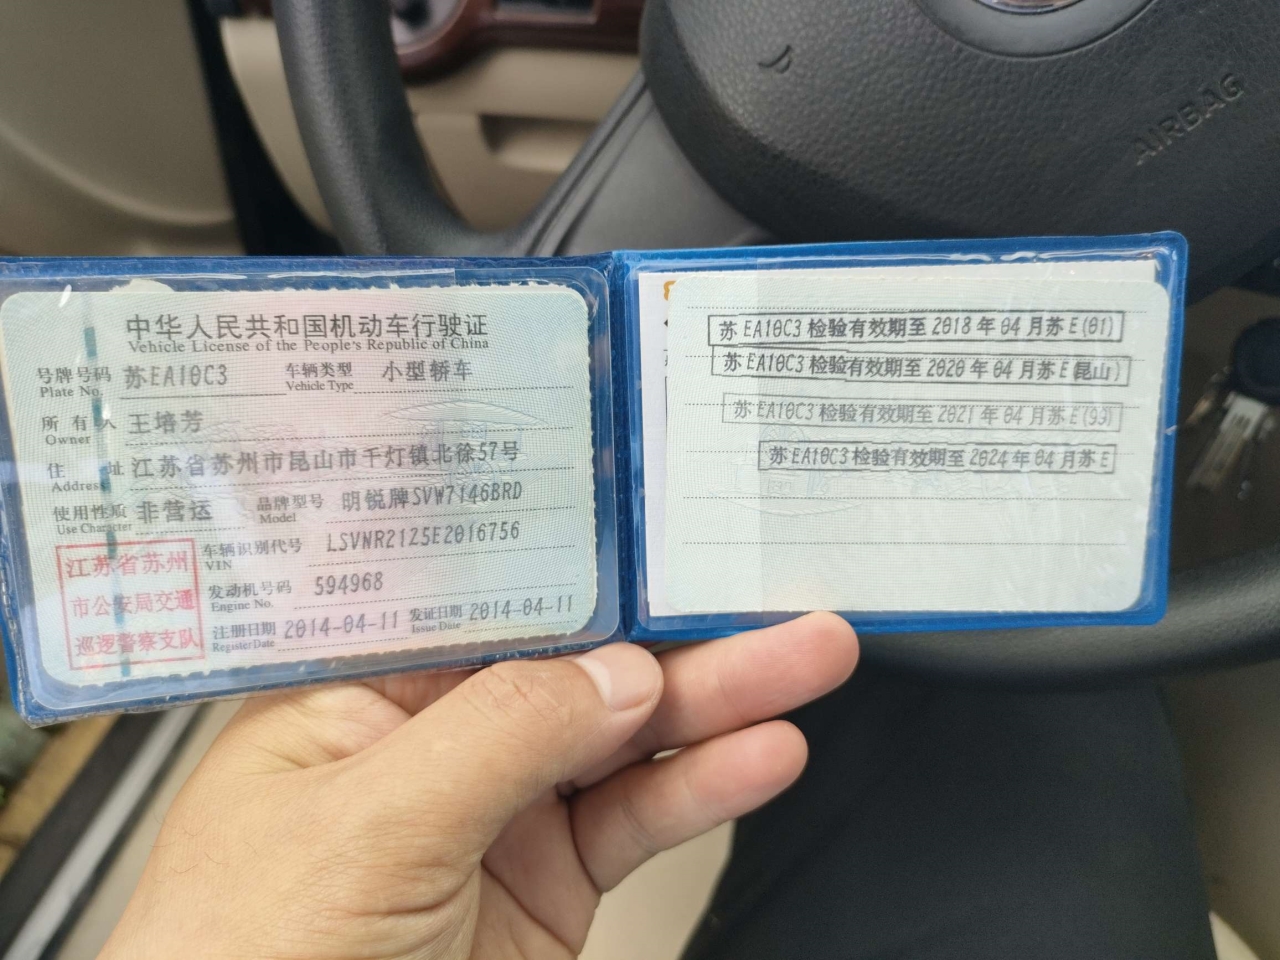 中华人民共和国机动车行驶证
Vehicle License of the People's Republic of China
号牌号码 苏EA10C3 车辆类型 小型轿车
Plate No. Vehicle Type
所有人 王培芳
Owner
住址 江苏省苏州市昆山市千灯镇北徐57号
Address
使用性质 非营运 品牌型号 明锐牌SVW7146BRD
Use Character Model
车辆识别代号 LSVNR2125E2016756
VIN
发动机号码 594968
Engine No.
注册日期 2014-04-11 发证日期 2014-04-11
Register Date Issue Date
江苏省苏州
市公安局交通
巡逻警察支队
苏EA10C3检验有效期至2018年04月苏E(01)
苏EA10C3检验有效期至2020年04月苏E(昆山)
苏EA10C3检验有效期至2021年04月苏E(99)
苏EA10C3检验有效期至2024年04月苏E
AIRBAG